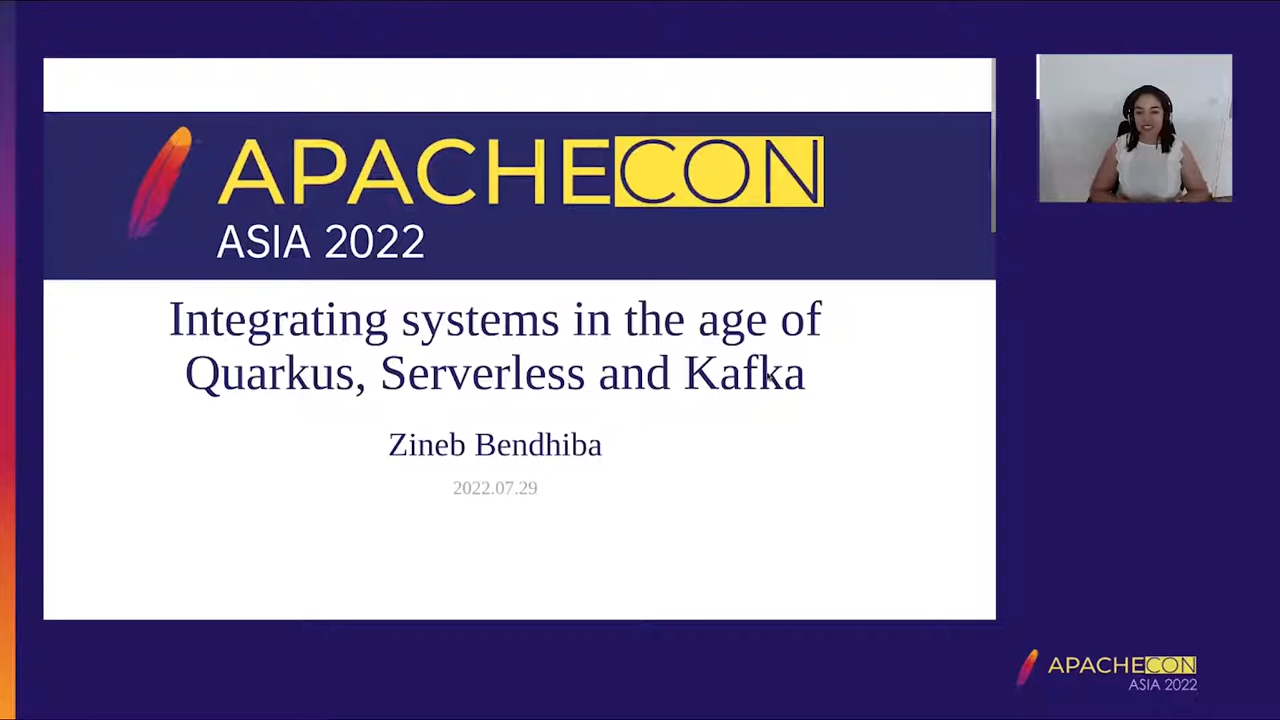 APACHECON
ASIA 2022
Integrating systems in the age of
Quarkus, Serverless and Kafka
Zineb Bendhiba
2022.07.29
APACHECON
ASIA 2022